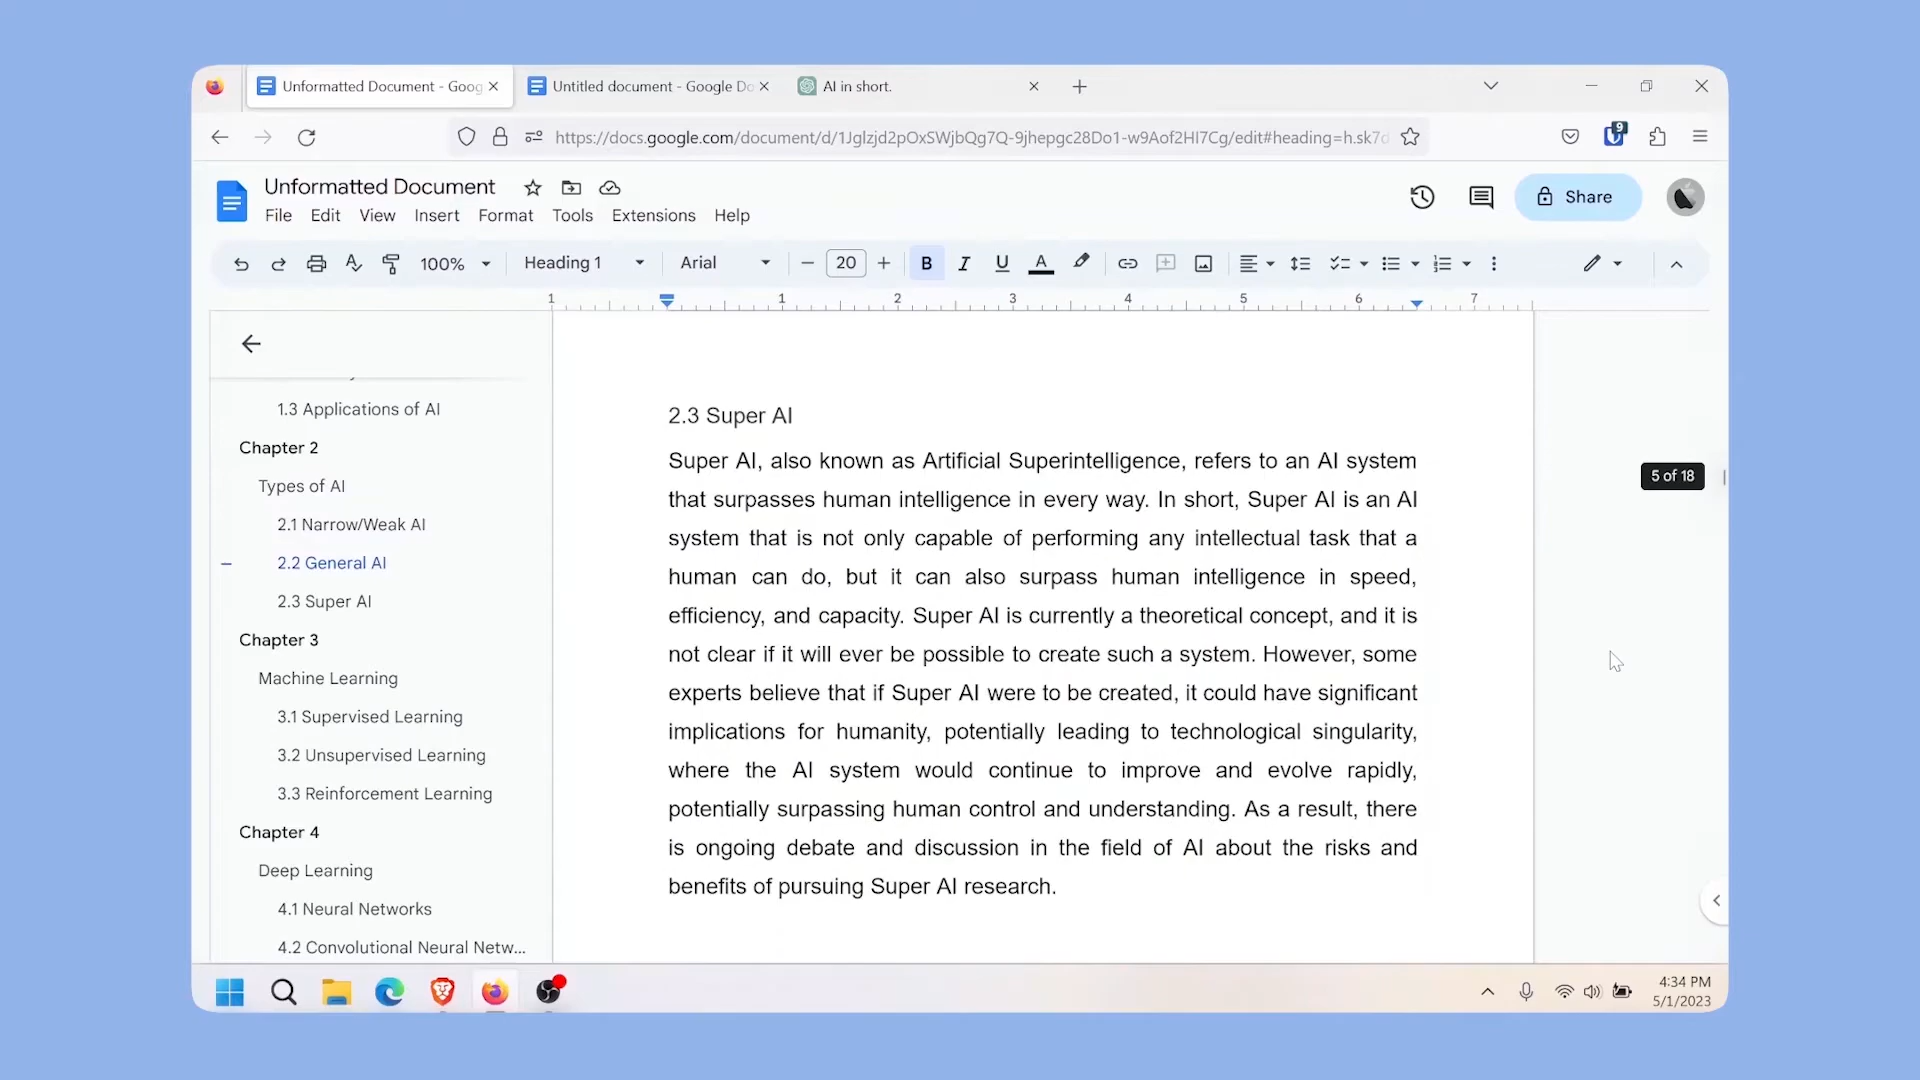 Unformatted Document - Goog
Untitled document - Google Do
AI in short.
https://docs.google.com/document/d/1Jglzjd2pOxSWjbQg7Q-9jhepgc28Do1-w9Aof2HI7Cg/edit#heading=h.sk7d
9
Unformatted Document
File Edit View Insert Format Tools Extensions Help
Share
100% Heading 1 Arial 20 B I U A
1 1 2 3 4 5 6 7
1.3 Applications of AI
Chapter 2
Types of AI
2.1 Narrow/Weak AI
2.2 General AI
2.3 Super AI
Chapter 3
Machine Learning
3.1 Supervised Learning
3.2 Unsupervised Learning
3.3 Reinforcement Learning
Chapter 4
Deep Learning
4.1 Neural Networks
4.2 Convolutional Neural Netw...
2.3 Super AI
Super AI, also known as Artificial Superintelligence, refers to an AI system
that surpasses human intelligence in every way. In short, Super AI is an AI
system that is not only capable of performing any intellectual task that a
human can do, but it can also surpass human intelligence in speed,
efficiency, and capacity. Super AI is currently a theoretical concept, and it is
not clear if it will ever be possible to create such a system. However, some
experts believe that if Super AI were to be created, it could have significant
implications for humanity, potentially leading to technological singularity,
where the AI system would continue to improve and evolve rapidly,
potentially surpassing human control and understanding. As a result, there
is ongoing debate and discussion in the field of AI about the risks and
benefits of pursuing Super AI research.
5 of 18
4:34 PM
5/1/2023